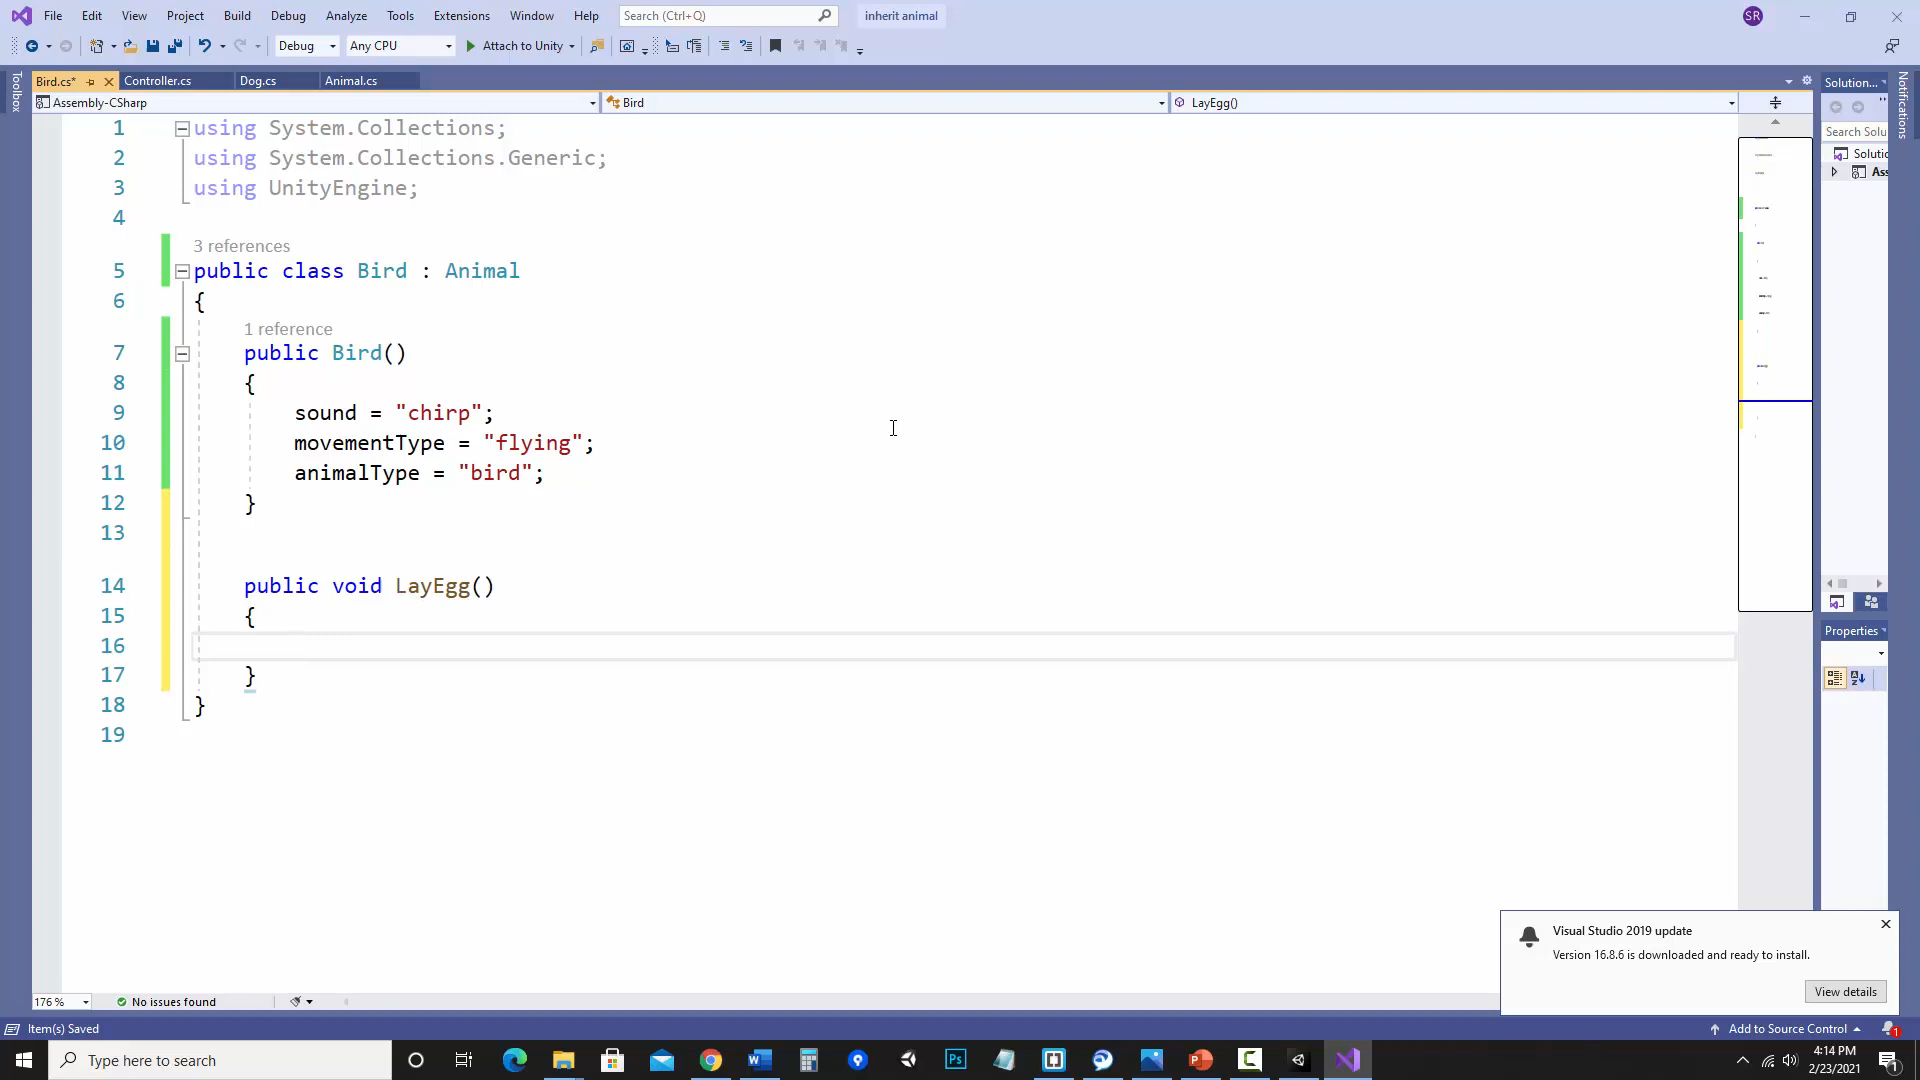 File Edit View Project Build Debug Analyze Tools Extensions Window Help Search (Ctrl+Q) inherit animal SR
Debug Any CPU Attach to Unity
Toolbox
Bird.cs* Controller.cs Dog.cs Animal.cs
Assembly-CSharp Bird LayEgg()
1 using System.Collections;
2 using System.Collections.Generic;
3 using UnityEngine;
4
3 references
5 public class Bird : Animal
6 {
1 reference
7 public Bird()
8 {
9 sound = "chirp";
10 movementType = "flying";
11 animalType = "bird";
12 }
13
14 public void LayEgg()
15 {
16
17 }
18 }
19
Solution...
Search Solu
Solutic
Ass
Properties
Notifications
Visual Studio 2019 update
Version 16.8.6 is downloaded and ready to install.
View details
176 % No issues found
Item(s) Saved Add to Source Control 1
Type here to search
4:14 PM
2/23/2021
1